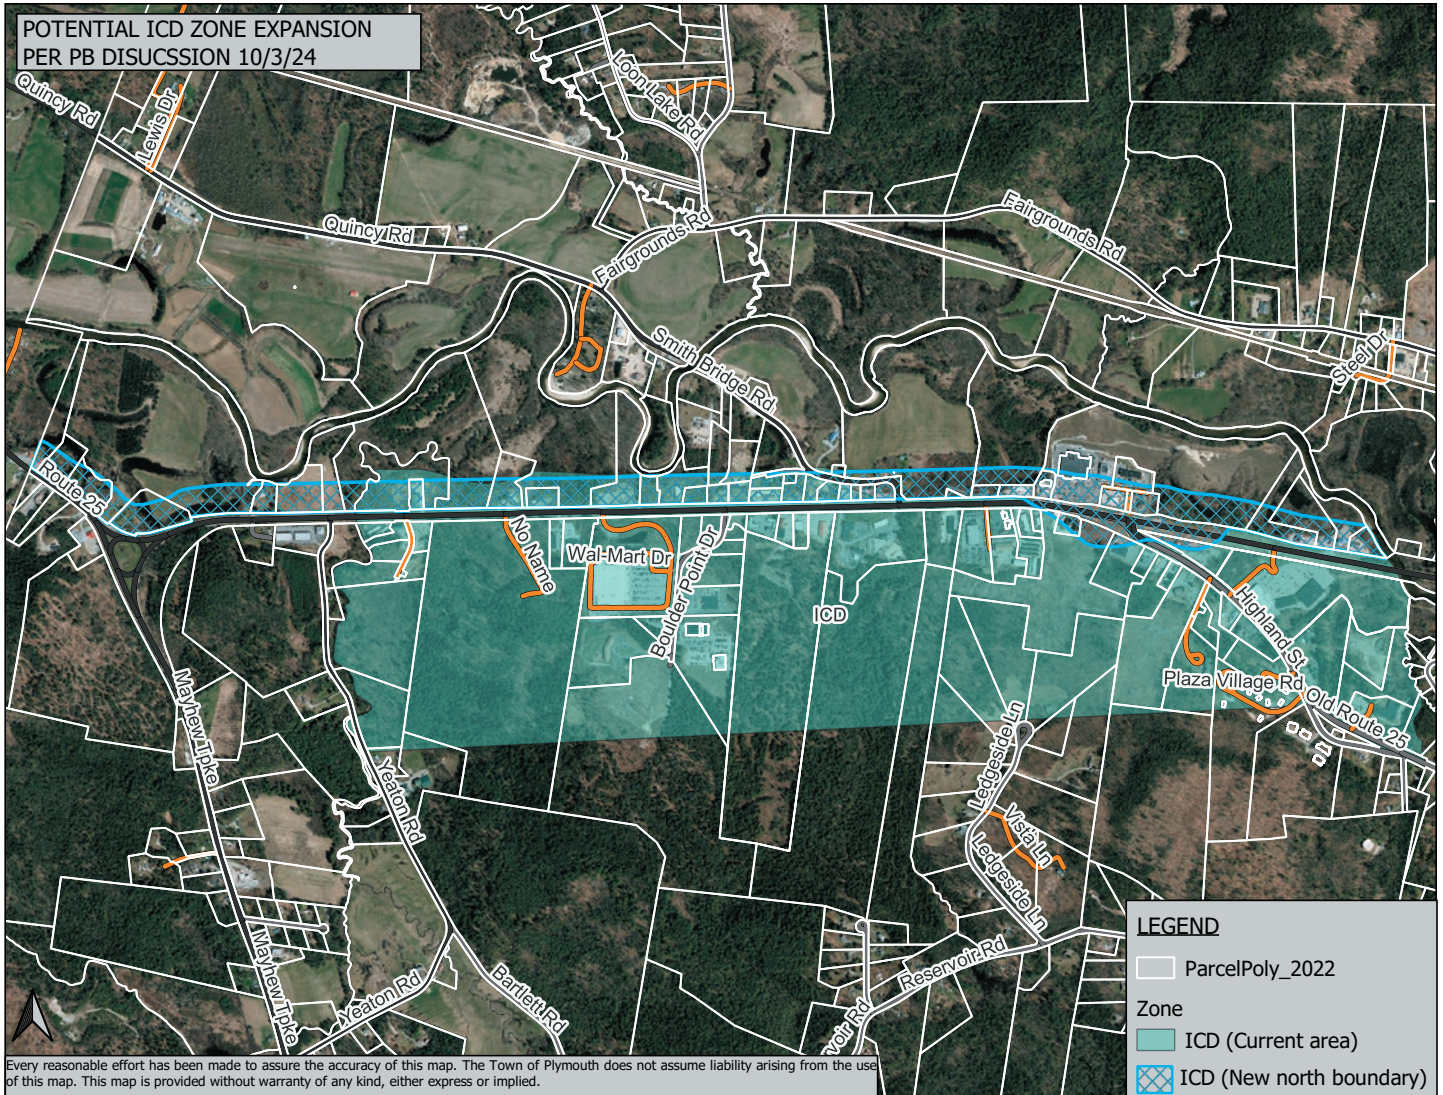 POTENTIAL ICD ZONE EXPANSION
PER PB DISUCSSION 10/3/24
Quincy Rd
Lewis Dr
Loon Lake Rd
Quincy Rd
Fairgrounds Rd
Fairgrounds Rd
Smith Bridge Rd
Steel Dr
Route 25
No Name
Wal-Mart Dr
Boulder Point Dr
ICD
Highland St
Plaza Village Rd
Old Route 25
Mayhew Tpke
Yeaton Rd
Ledgeside Ln
Vista Ln
Ledgeside Ln
Mayhew Tpke
Yeaton Rd
Bartlett Rd
Reservoir Rd
voir Rd
LEGEND
ParcelPoly_2022
Zone
ICD (Current area)
ICD (New north boundary)
Every reasonable effort has been made to assure the accuracy of this map. The Town of Plymouth does not assume liability arising from the use
of this map. This map is provided without warranty of any kind, either express or implied.